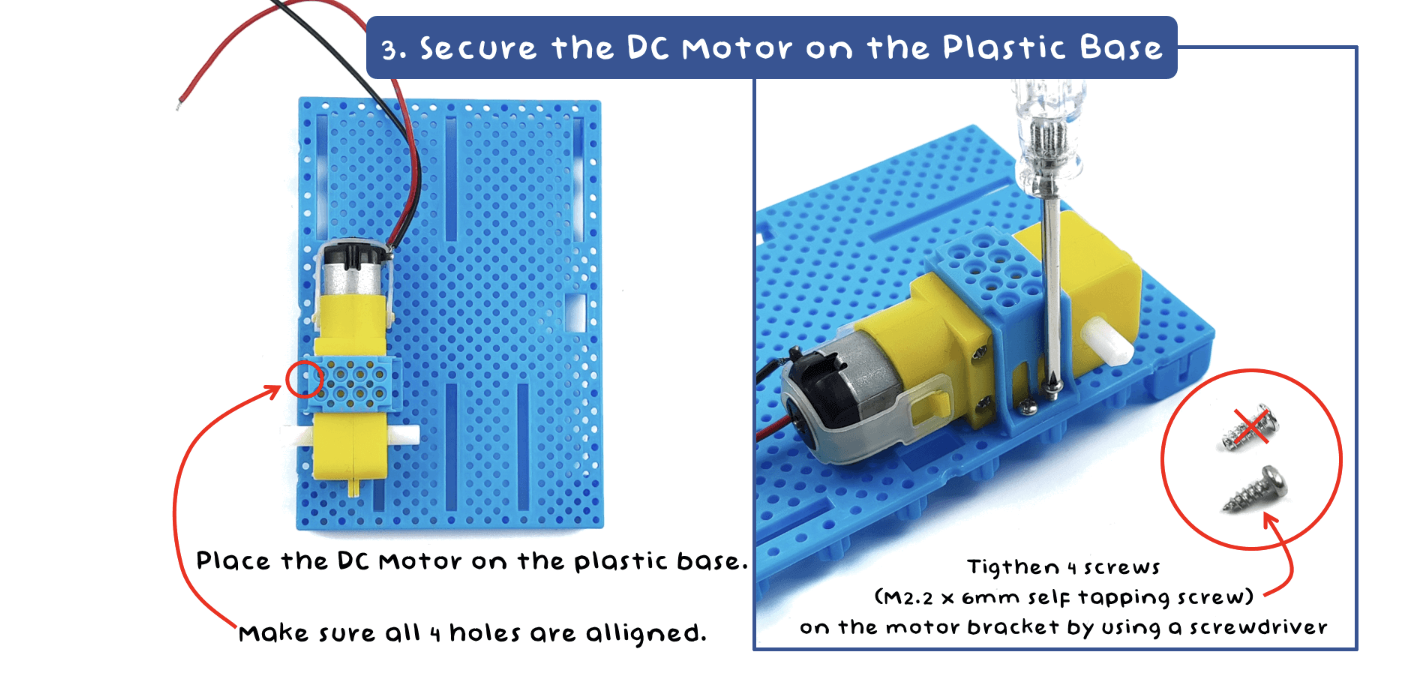 3. Secure the DC Motor on the Plastic Base
Place the DC Motor on the plastic base.
Make sure all 4 holes are alligned.
Tigthen 4 screws
(M2.2 x 6mm self tapping screw)
on the motor bracket by using a screwdriver